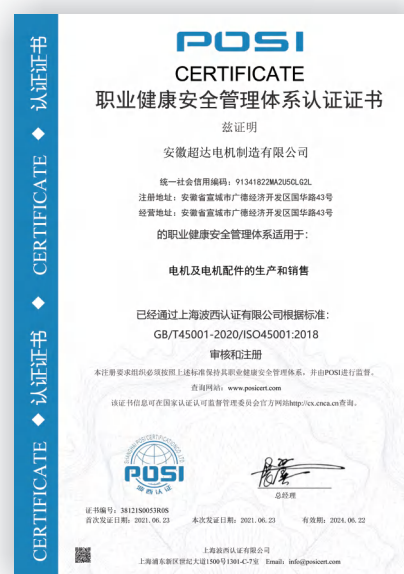 POSI
CERTIFICATE
职业健康安全管理体系认证证书
兹证明
安徽超达电机制造有限公司
统一社会信用编码：91341822MA2U5CLG2L
注册地址：安徽省宣城市广德经济开发区国华路43号
经营地址：安徽省宣城市广德经济开发区国华路43号
的职业健康安全管理体系适用于：
电机及电机配件的生产和销售
已经通过上海波西认证有限公司根据标准：
GB/T45001-2020/ISO45001:2018
审核和注册
本注册要求组织必须按照上述标准保持其职业健康安全管理体系，并由POSI进行监督。
查询网站：www.posicert.com
该证书信息可在国家认证认可监督管理委员会官方网站http://cx.cnca.cn查询。
POSI
波西认证
总经理
证书编号：38121S0053R0S
首次发证日期：2021.06.23 本次发证日期：2021.06.23 有效期：2024.06.22
上海波西认证有限公司
上海浦东新区世纪大道1500号1301-C-7室 Email: info@posicert.com
CERTIFICATE ◆ 认证证书 ◆ CERTIFICATE ◆ 认证证书